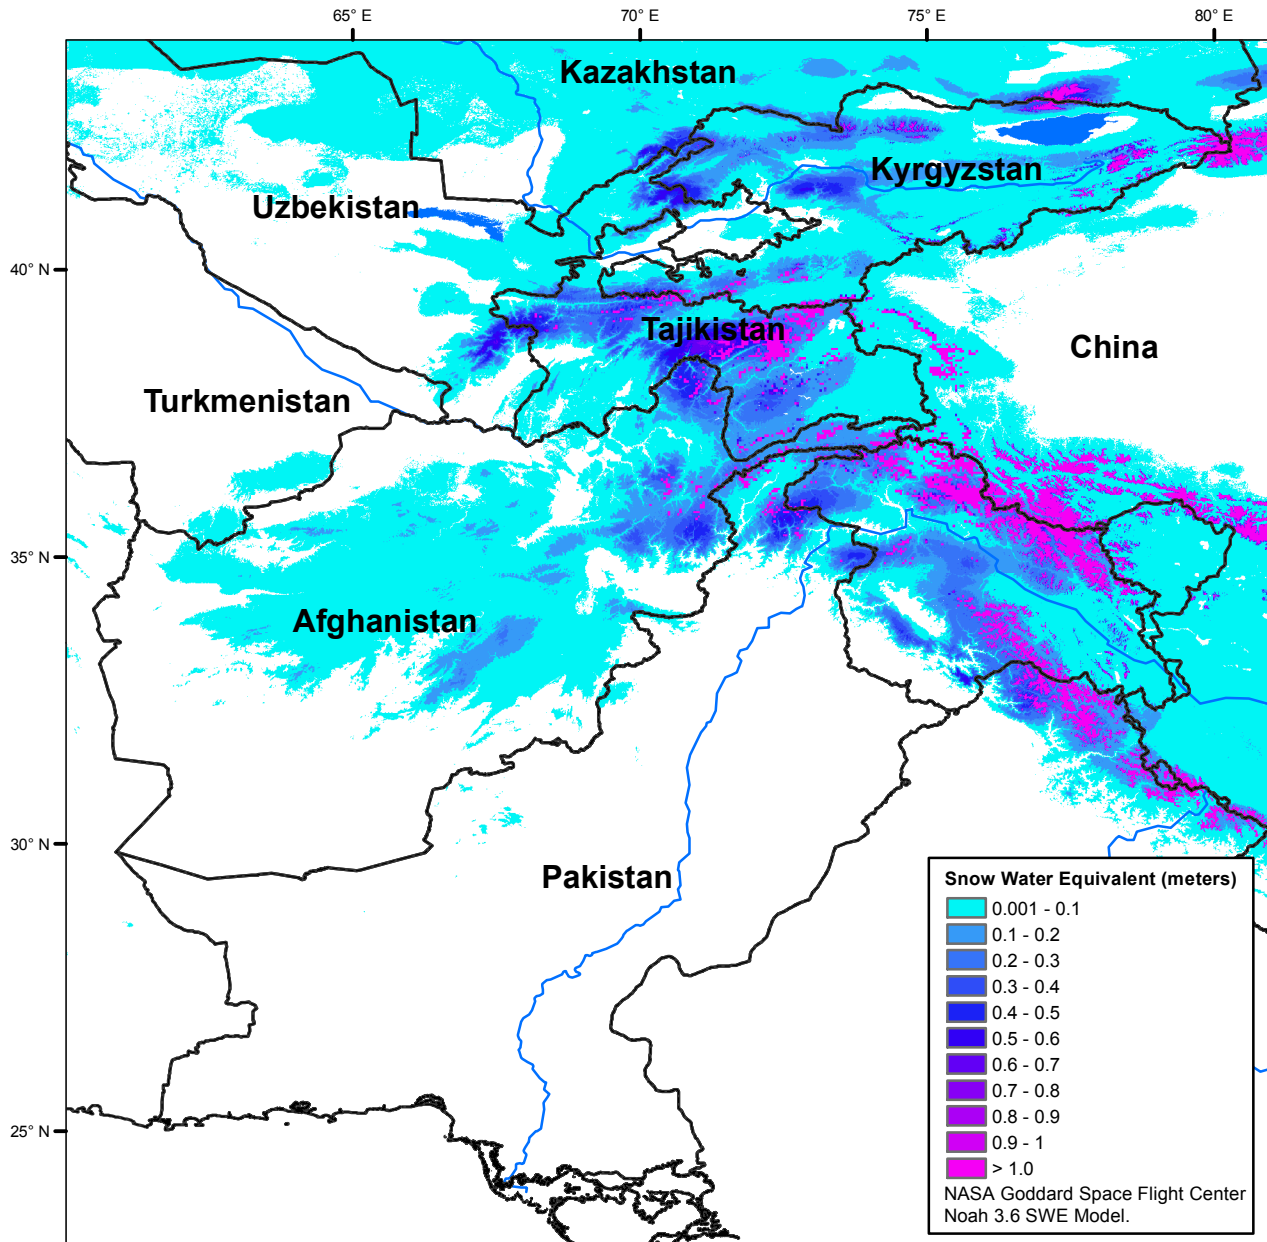 65° E
70° E
75° E
80° E
Kazakhstan
Kyrgyzstan
Uzbekistan
40° N
Tajikistan
China
Turkmenistan
35° N
Afghanistan
30° N
Pakistan
25° N
Snow Water Equivalent (meters)
0.001 - 0.1
0.1 - 0.2
0.2 - 0.3
0.3 - 0.4
0.4 - 0.5
0.5 - 0.6
0.6 - 0.7
0.7 - 0.8
0.8 - 0.9
0.9 - 1
> 1.0
NASA Goddard Space Flight Center
Noah 3.6 SWE Model.